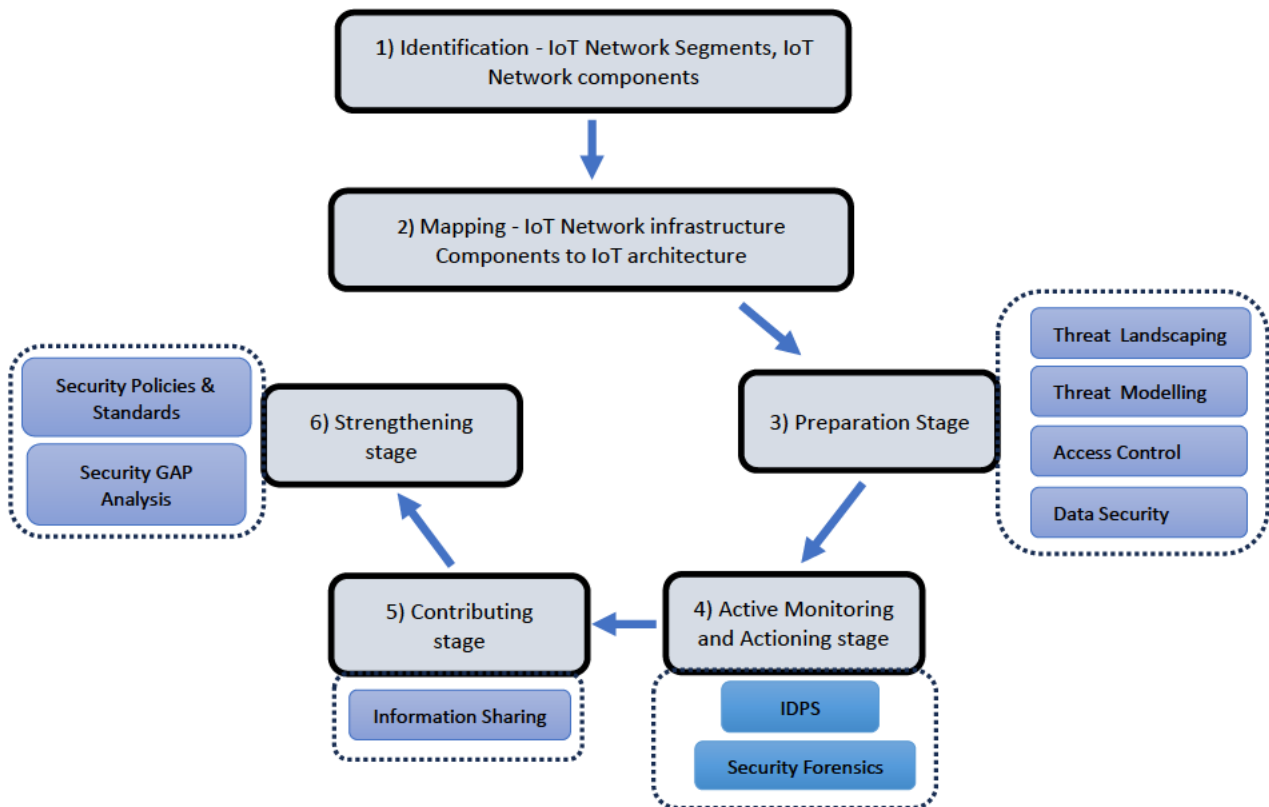 1) Identification - IoT Network Segments, IoT
Network components
2) Mapping - IoT Network infrastructure
Components to IoT architecture
3) Preparation Stage
Threat Landscaping
Threat Modelling
Access Control
Data Security
4) Active Monitoring
and Actioning stage
IDPS
Security Forensics
5) Contributing
stage
Information Sharing
6) Strengthening
stage
Security Policies &
Standards
Security GAP
Analysis